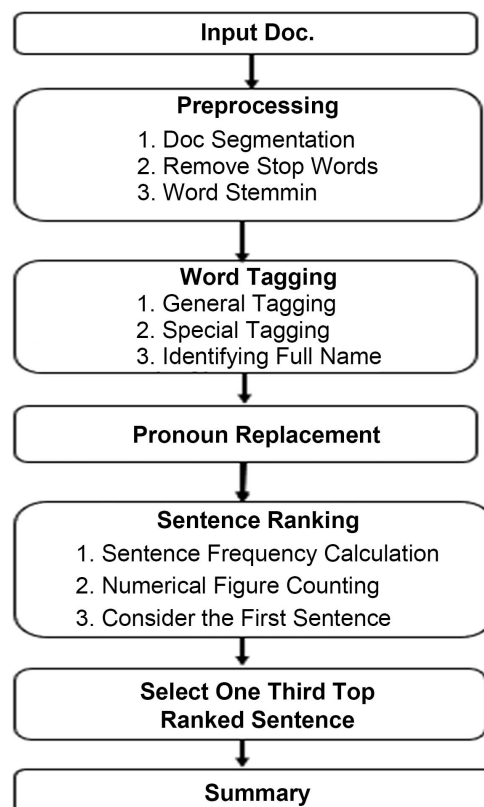 Input Doc.
Preprocessing
1. Doc Segmentation
2. Remove Stop Words
3. Word Stemmin
Word Tagging
1. General Tagging
2. Special Tagging
3. Identifying Full Name
Pronoun Replacement
Sentence Ranking
1. Sentence Frequency Calculation
2. Numerical Figure Counting
3. Consider the First Sentence
Select One Third Top
Ranked Sentence
Summary